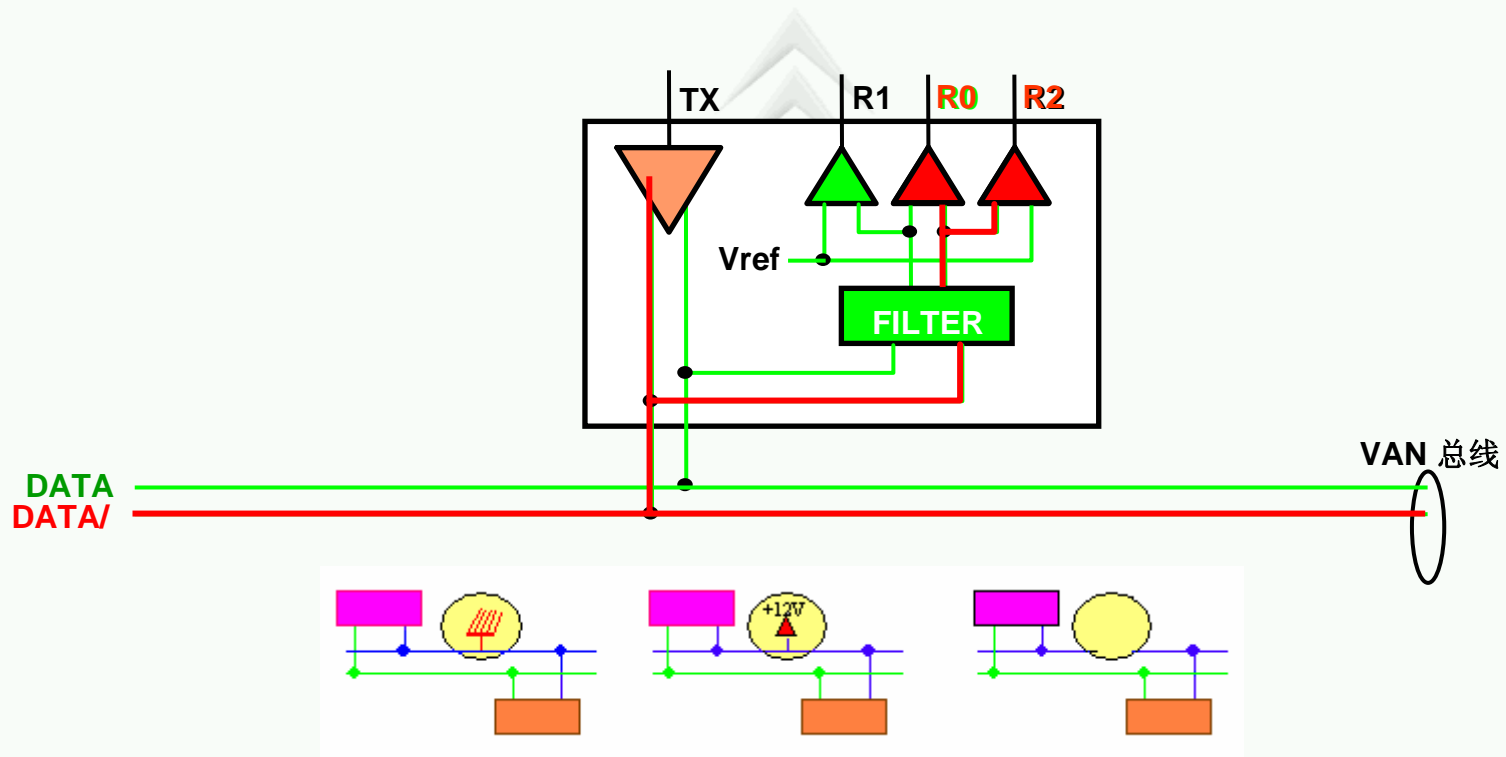 TX
R1
R0
R2
Vref
FILTER
VAN 总线
DATA
DATA/
+12V